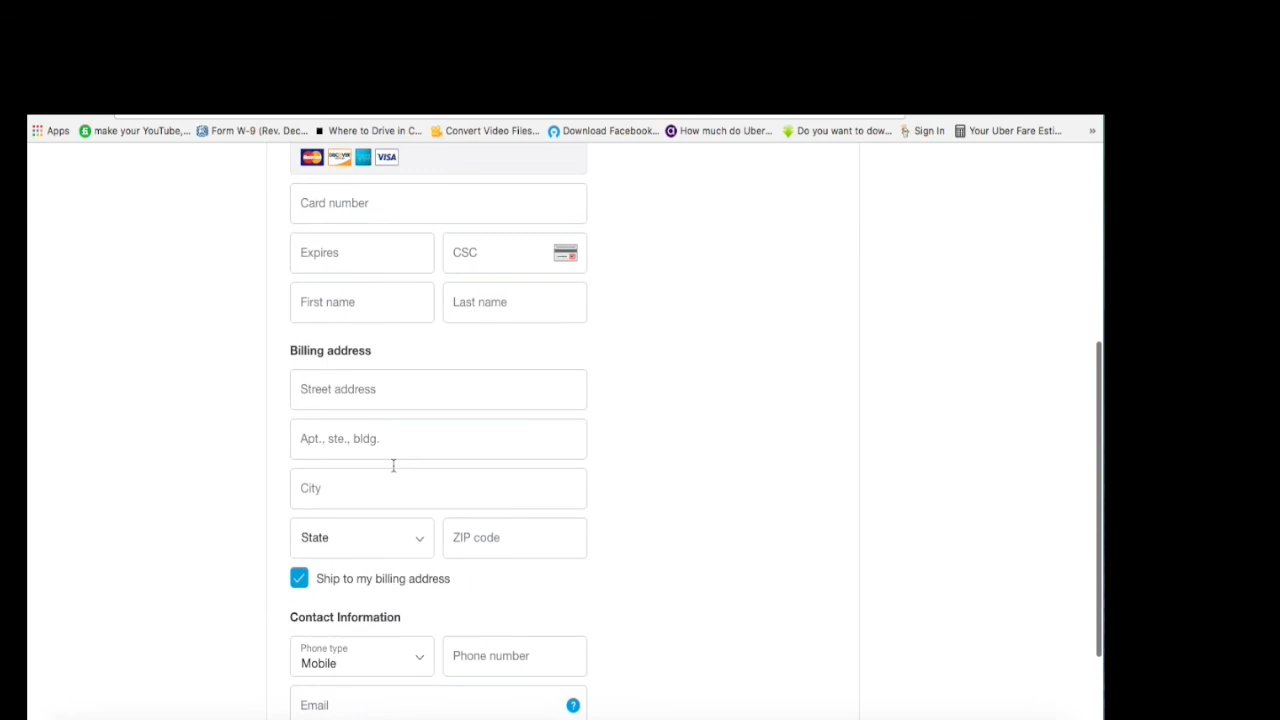 Apps make your YouTube,... Form W-9 (Rev. Dec... Where to Drive in C... Convert Video Files... Download Facebook... How much do Uber... Do you want to dow... Sign In Your Uber Fare Esti... »
DISCOVER VISA
Card number
Expires CSC
First name Last name
Billing address
Street address
Apt., ste., bldg.
City
State ZIP code
Ship to my billing address
Contact Information
Phone type
Mobile Phone number
Email ?